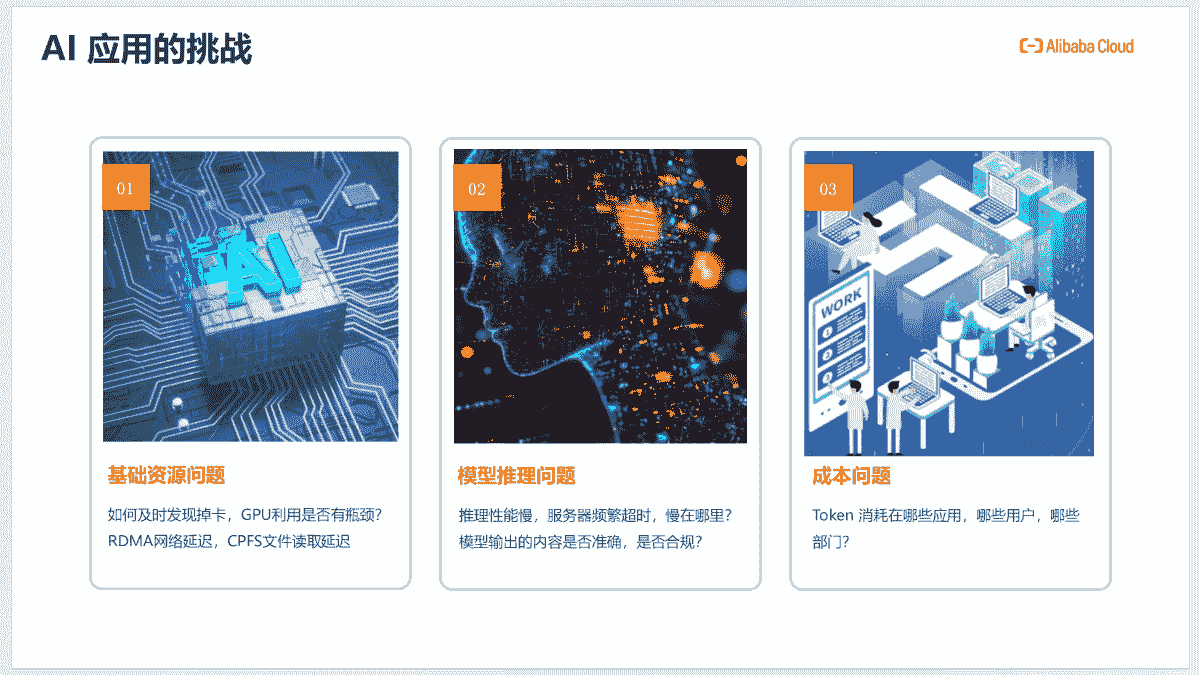 AI 应用的挑战
Alibaba Cloud
01
AI
基础资源问题
如何及时发现掉卡，GPU利用是否有瓶颈？
RDMA网络延迟，CPFS文件读取延迟
02
模型推理问题
推理性能慢，服务器频繁超时，慢在哪里？
模型输出的内容是否准确，是否合规？
03
WORK
1
2
3
成本问题
Token 消耗在哪些应用，哪些用户，哪些
部门？